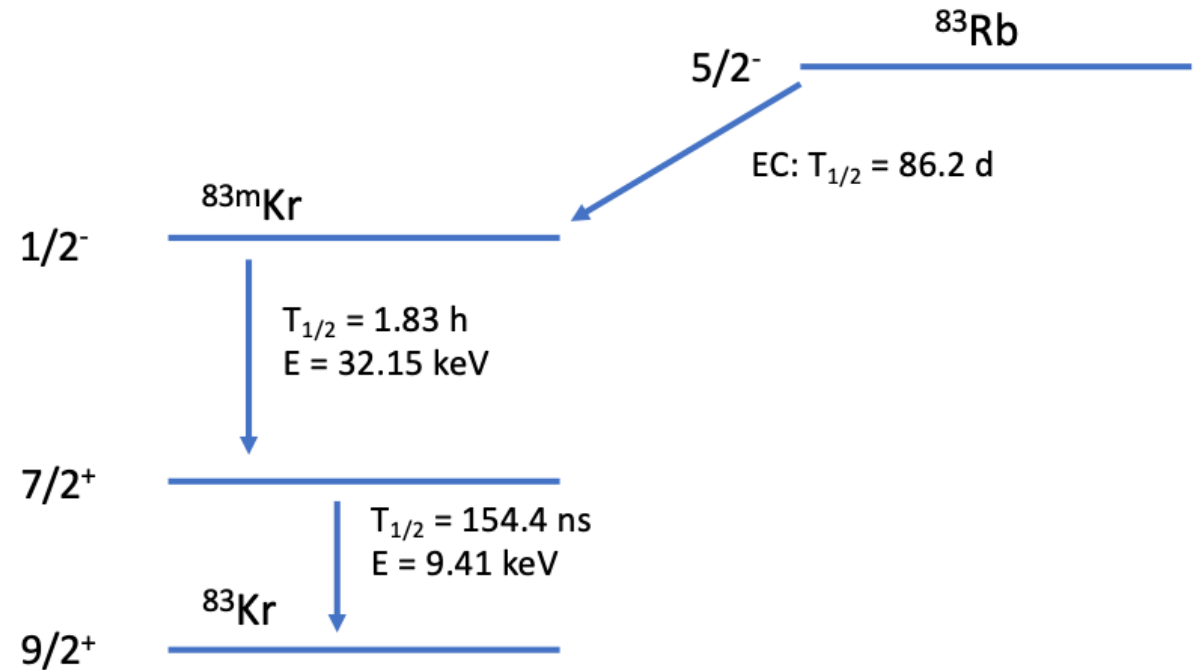 ⁸³Rb
5/2⁻
EC: T₁/₂ = 86.2 d
⁸³ᵐKr
1/2⁻
T₁/₂ = 1.83 h
E = 32.15 keV
7/2⁺
T₁/₂ = 154.4 ns
E = 9.41 keV
⁸³Kr
9/2⁺